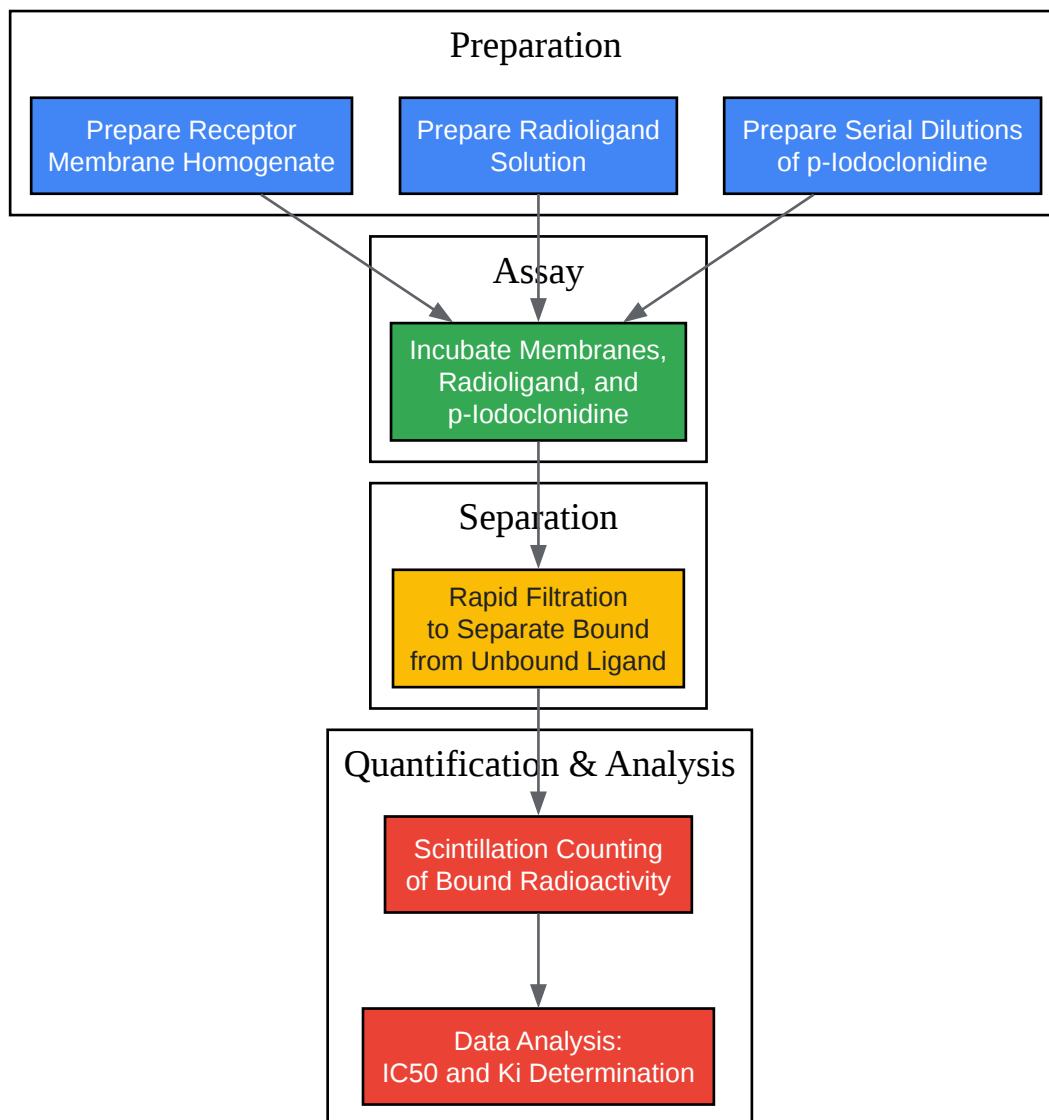 Preparation
Prepare Receptor
Membrane Homogenate
Prepare Radioligand
Solution
Prepare Serial Dilutions
of p-Iodoclonidine
Assay
Incubate Membranes,
Radioligand, and
p-Iodoclonidine
Separation
Rapid Filtration
to Separate Bound
from Unbound Ligand
Quantification & Analysis
Scintillation Counting
of Bound Radioactivity
Data Analysis:
IC50 and Ki Determination